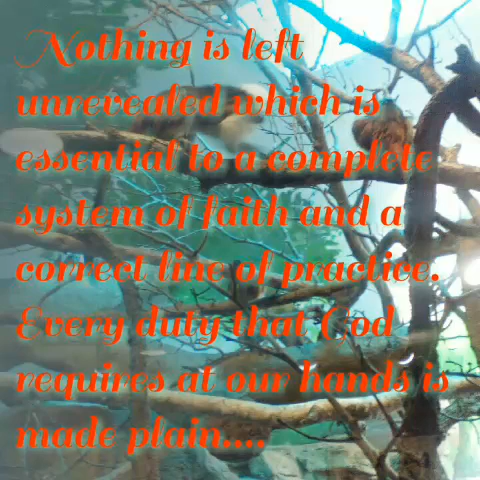 Nothing is left
unrevealed which is
essential to a complete
system of faith and a
correct line of practice.
Every duty that God
requires at our hands is
made plain....